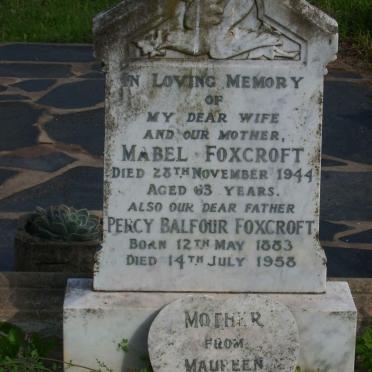 IN LOVING MEMORY
OF
MY DEAR WIFE
AND OUR MOTHER,
MABEL FOXCROFT
DIED 28TH NOVEMBER 1944
AGED 63 YEARS.
ALSO OUR DEAR FATHER
PERCY BALFOUR FOXCROFT
BORN 12TH MAY 1883
DIED 14TH JULY 1958
MOTHER
FROM
MAUREEN